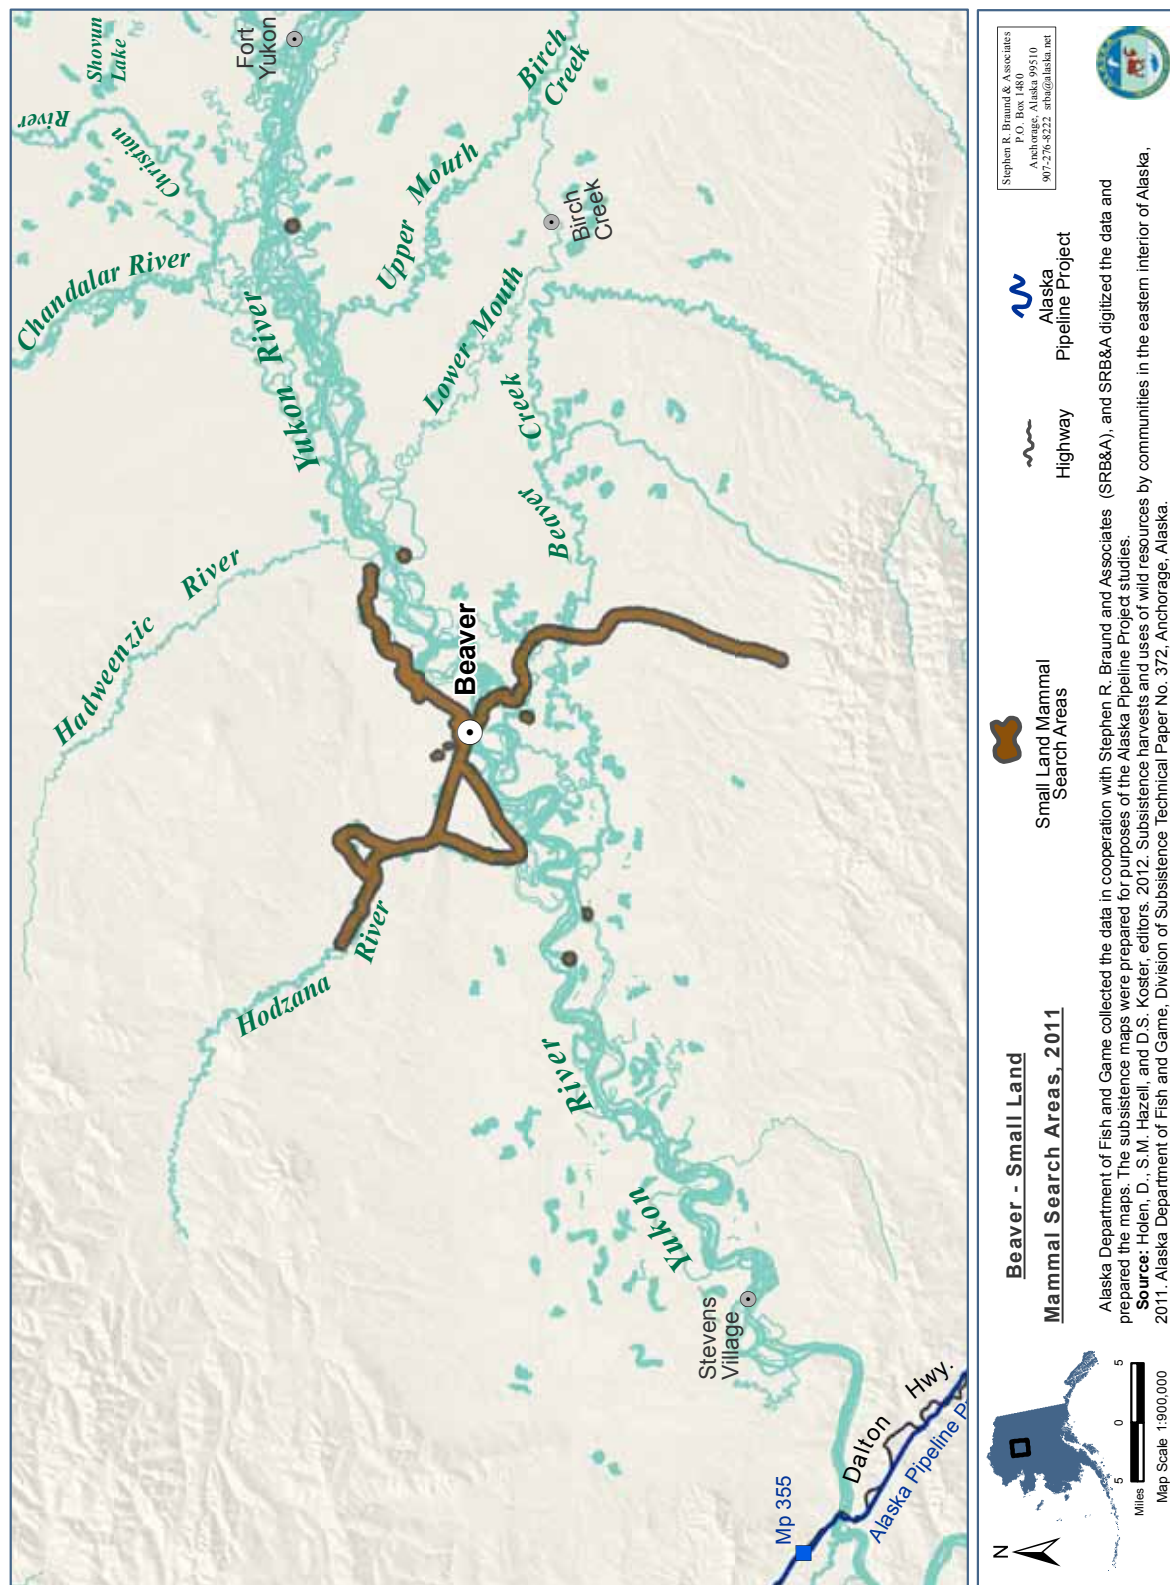 Shovun
Lake
Fort
Yukon
River
Christian
Chandalar River
Birch
Creek
Upper Mouth
Birch
Creek
Yukon River
Lower Mouth
Beaver Creek
Hadweenzic River
Beaver
Hodzana River
Yukon River
Stevens
Village
Dalton Hwy.
Alaska Pipeline P
Mp 355
N
5 0 5
Miles
Map Scale 1:900,000
Beaver - Small Land
Mammal Search Areas, 2011
Small Land Mammal
Search Areas
Highway
Alaska
Pipeline Project
Stephen R. Braund & Associates
P.O. Box 1480
Anchorage, Alaska 99510
907-276-8222 srba@alaska.net
Alaska Department of Fish and Game collected the data in cooperation with Stephen R. Braund and Associates (SRB&A), and SRB&A digitized the data and
prepared the maps. The subsistence maps were prepared for purposes of the Alaska Pipeline Project studies.
Source: Holen, D., S.M. Hazell, and D.S. Koster, editors. 2012. Subsistence harvests and uses of wild resources by communities in the eastern interior of Alaska,
2011. Alaska Department of Fish and Game, Division of Subsistence Technical Paper No. 372, Anchorage, Alaska.